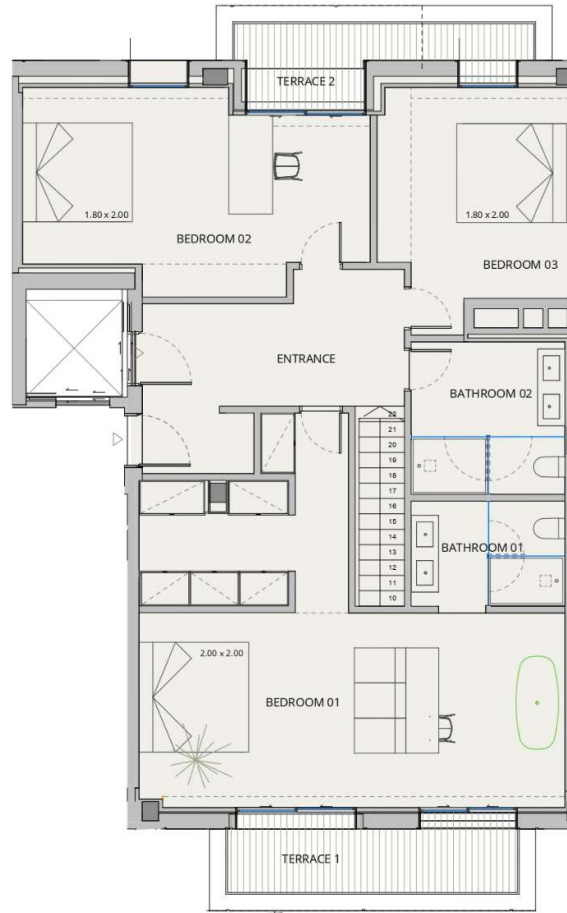 TERRACE 2
1.80 x 2.00
1.80 x 2.00
BEDROOM 02
BEDROOM 03
ENTRANCE
BATHROOM 02
22
21
20
19
18
17
16
15
14
13
12
11
10
BATHROOM 01
2.00 x 2.00
BEDROOM 01
TERRACE 1